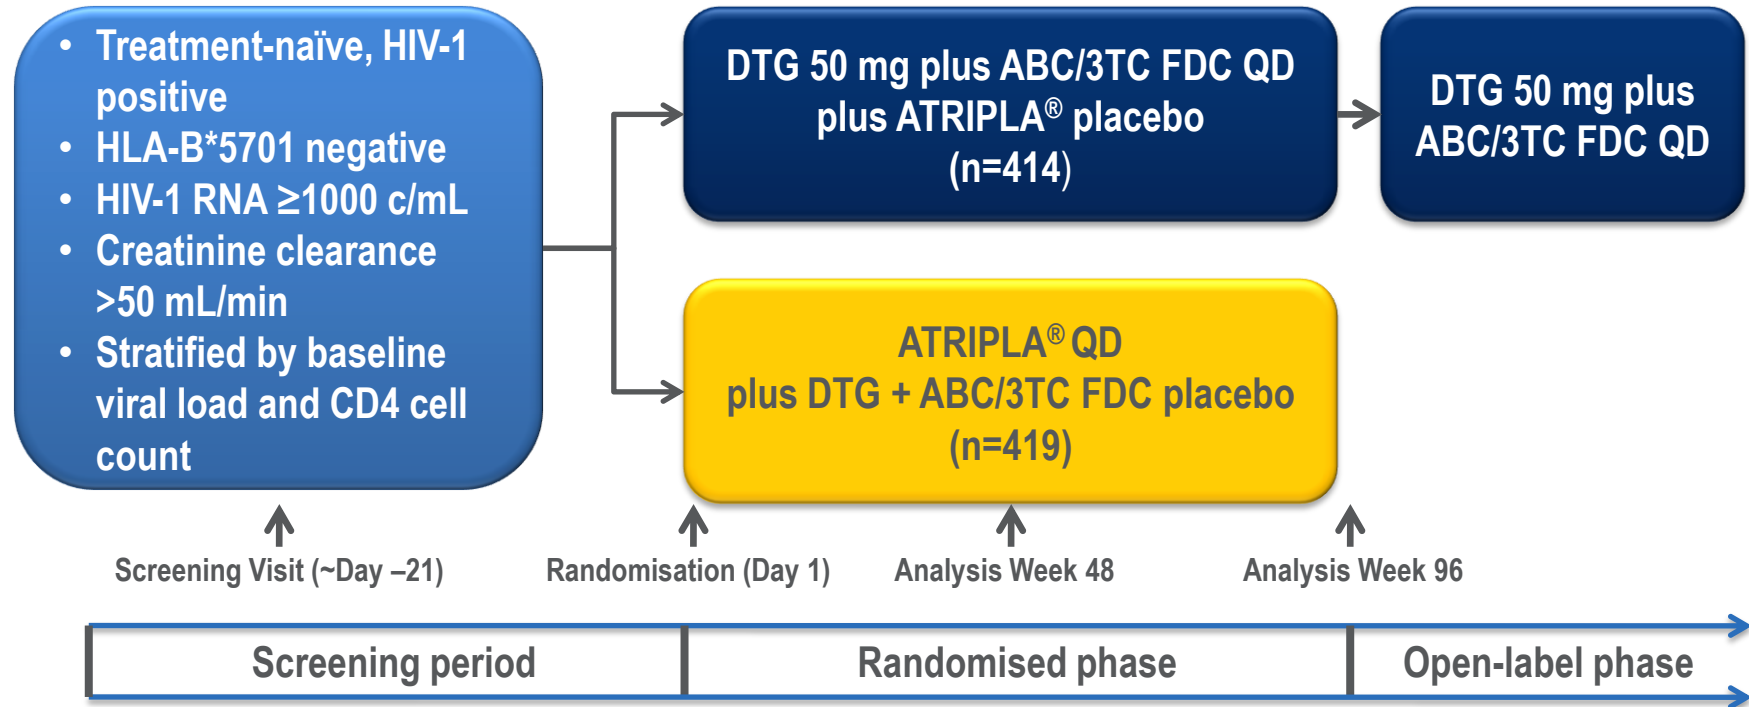 • Treatment-naïve, HIV-1
positive
• HLA-B*5701 negative
• HIV-1 RNA ≥1000 c/mL
• Creatinine clearance
>50 mL/min
• Stratified by baseline
viral load and CD4 cell
count
DTG 50 mg plus ABC/3TC FDC QD
plus ATRIPLA® placebo
(n=414)
DTG 50 mg plus
ABC/3TC FDC QD
ATRIPLA® QD
plus DTG + ABC/3TC FDC placebo
(n=419)
Screening Visit (~Day –21)
Randomisation (Day 1)
Analysis Week 48
Analysis Week 96
Screening period
Randomised phase
Open-label phase